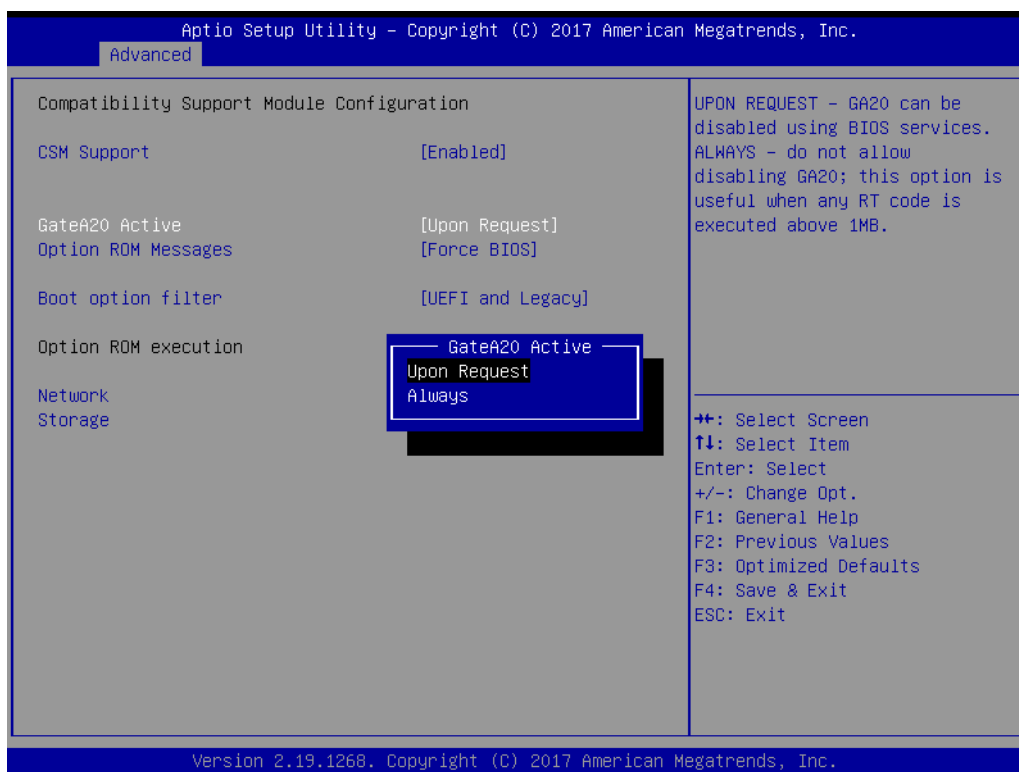 Aptio Setup Utility – Copyright (C) 2017 American Megatrends, Inc.
Advanced
Compatibility Support Module Configuration
CSM Support [Enabled]
GateA20 Active [Upon Request]
Option ROM Messages [Force BIOS]
Boot option filter [UEFI and Legacy]
Option ROM execution
Network
Storage
GateA20 Active
Upon Request
Always
UPON REQUEST – GA20 can be
disabled using BIOS services.
ALWAYS – do not allow
disabling GA20; this option is
useful when any RT code is
executed above 1MB.
→←: Select Screen
↑↓: Select Item
Enter: Select
+/-: Change Opt.
F1: General Help
F2: Previous Values
F3: Optimized Defaults
F4: Save & Exit
ESC: Exit
Version 2.19.1268. Copyright (C) 2017 American Megatrends, Inc.